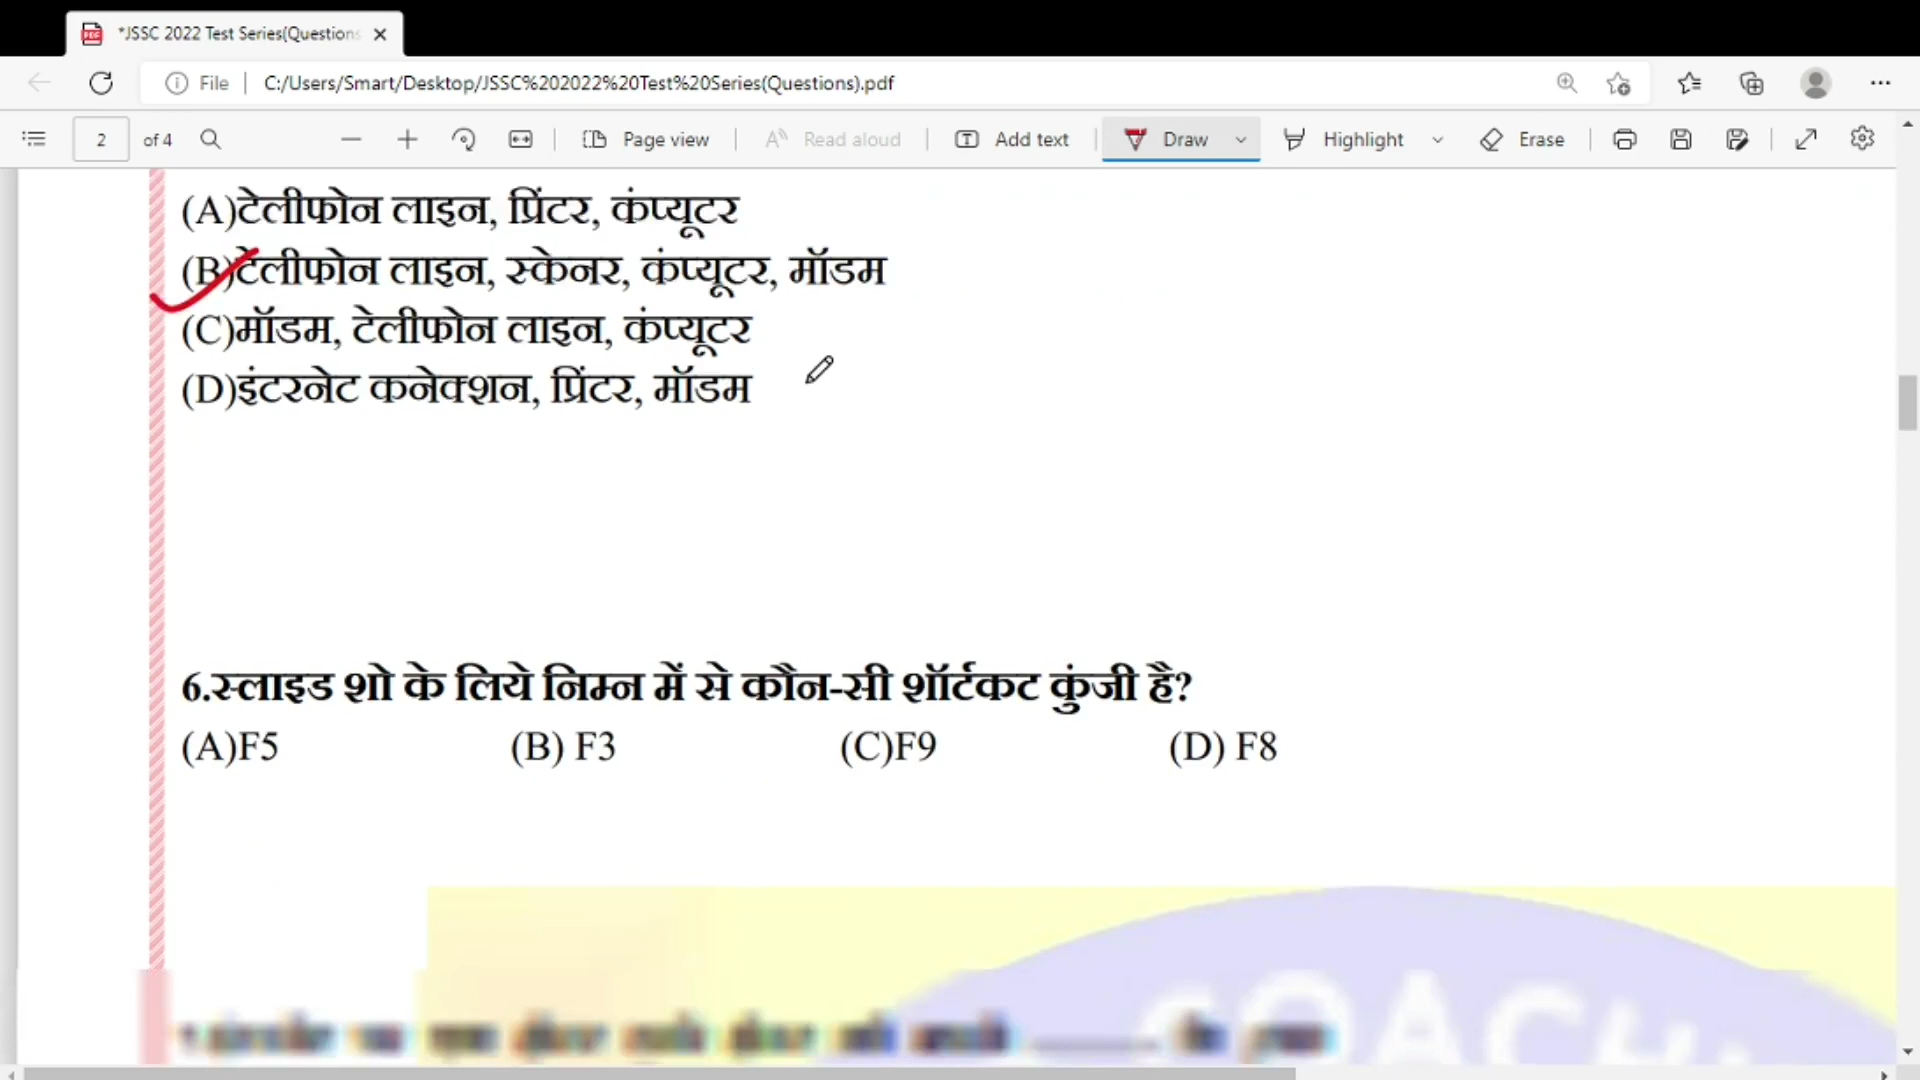 *JSSC 2022 Test Series(Questions
File
C:/Users/Smart/Desktop/JSSC%202022%20Test%20Series(Questions).pdf
2 of 4
Page view
Read aloud
Add text
Draw
Highlight
Erase
(A)टेलीफोन लाइन, प्रिंटर, कंप्यूटर
(B)टेलीफोन लाइन, स्केनर, कंप्यूटर, मॉडम
(C)मॉडम, टेलीफोन लाइन, कंप्यूटर
(D)इंटरनेट कनेक्शन, प्रिंटर, मॉडम
6.स्लाइड शो के लिये निम्न में से कौन-सी शॉर्टकट कुंजी है?
(A)F5 (B) F3 (C)F9 (D) F8